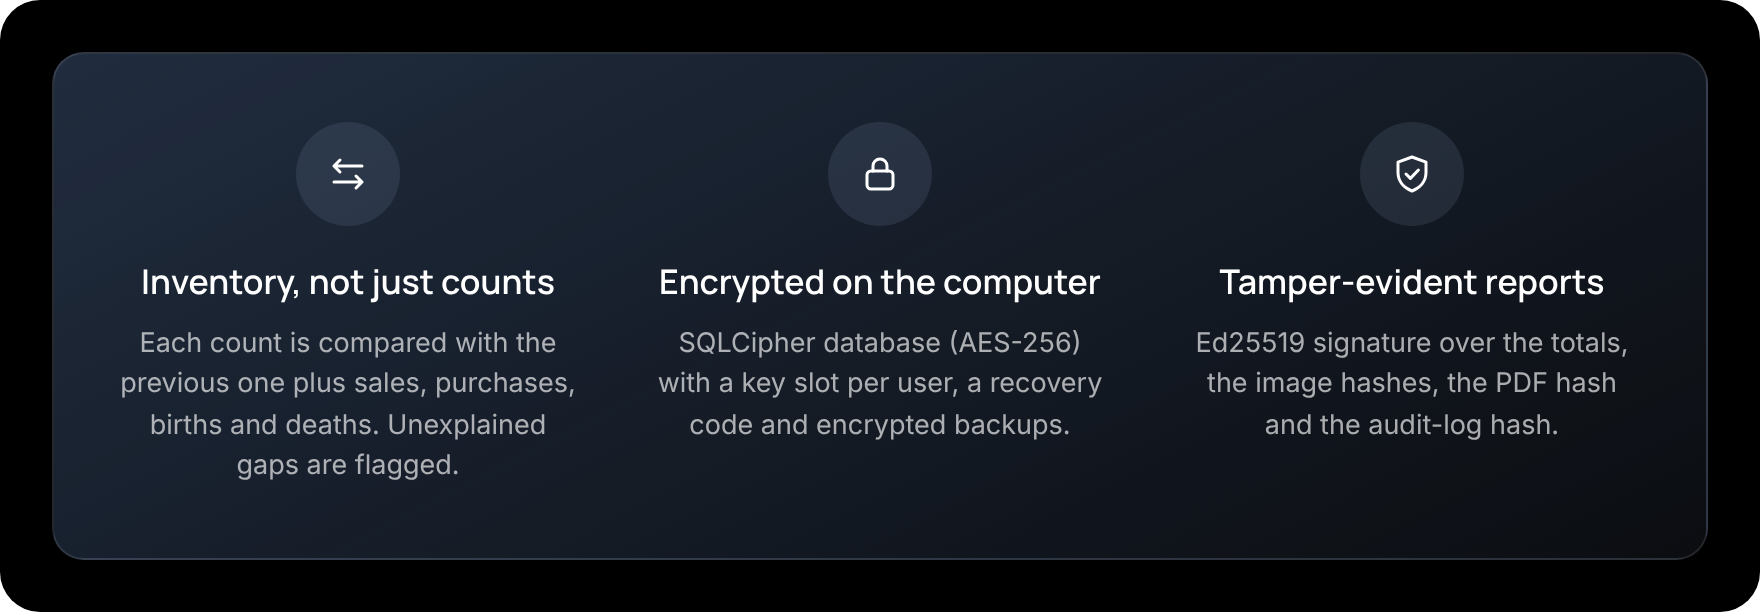 Inventory, not just counts
Each count is compared with the
previous one plus sales, purchases,
births and deaths. Unexplained
gaps are flagged.
Encrypted on the computer
SQLCipher database (AES-256)
with a key slot per user, a recovery
code and encrypted backups.
Tamper-evident reports
Ed25519 signature over the totals,
the image hashes, the PDF hash
and the audit-log hash.